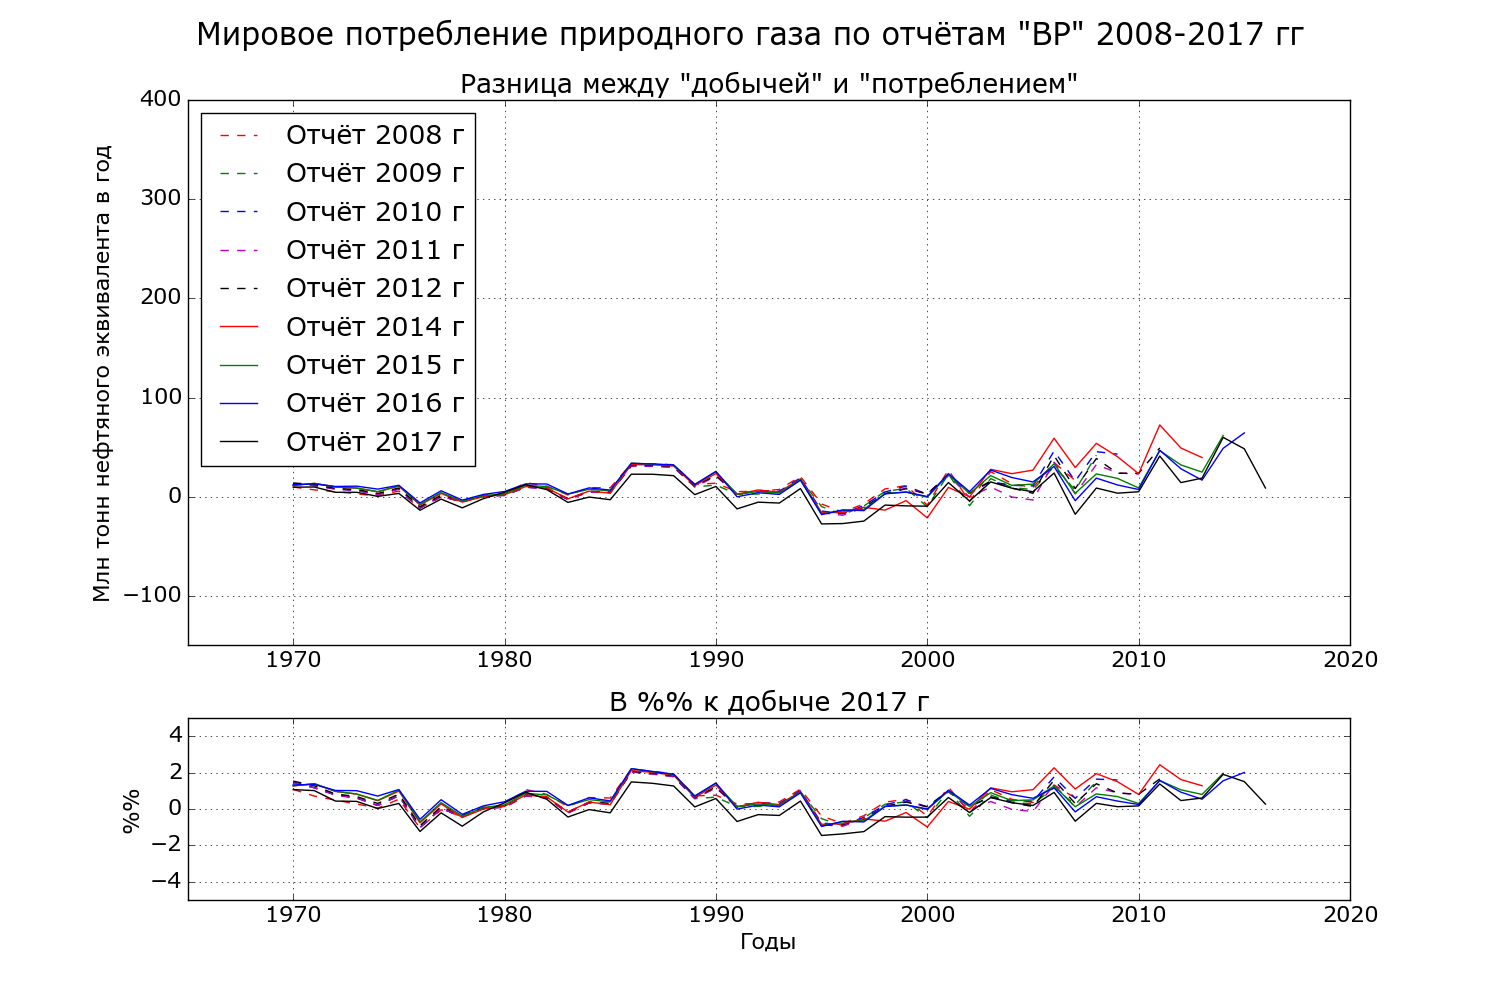 Мировое потребление природного газа по отчётам "BP" 2008-2017 гг
Разница между "добычей" и "потреблением"
Млн тонн нефтяного эквивалента в год
400
300
200
100
0
−100
Отчёт 2008 г
Отчёт 2009 г
Отчёт 2010 г
Отчёт 2011 г
Отчёт 2012 г
Отчёт 2014 г
Отчёт 2015 г
Отчёт 2016 г
Отчёт 2017 г
1970 1980 1990 2000 2010 2020
В %% к добыче 2017 г
%%
4
2
0
−2
−4
1970 1980 1990 2000 2010 2020
Годы